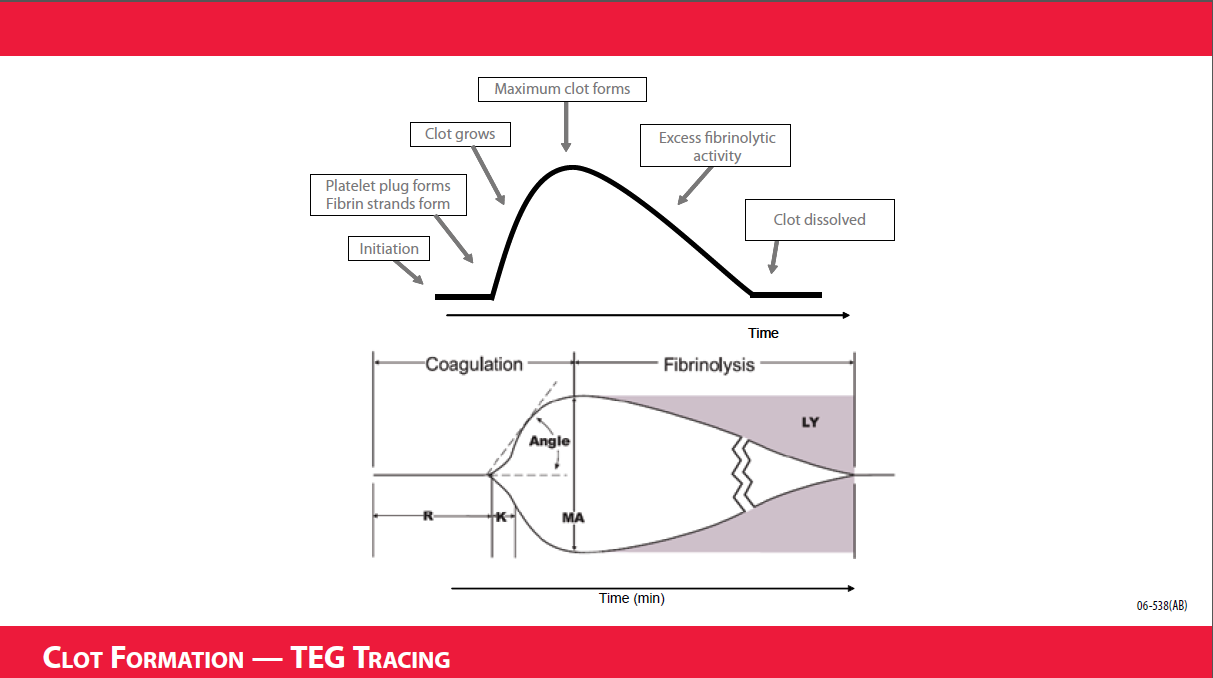 Maximum clot forms
Clot grows
Excess fibrinolytic
activity
Platelet plug forms
Fibrin strands form
Clot dissolved
Initiation
Time
Coagulation
Fibrinolysis
LY
Angle
R
K
MA
Time (min)
06-538(AB)
CLOT FORMATION — TEG TRACING